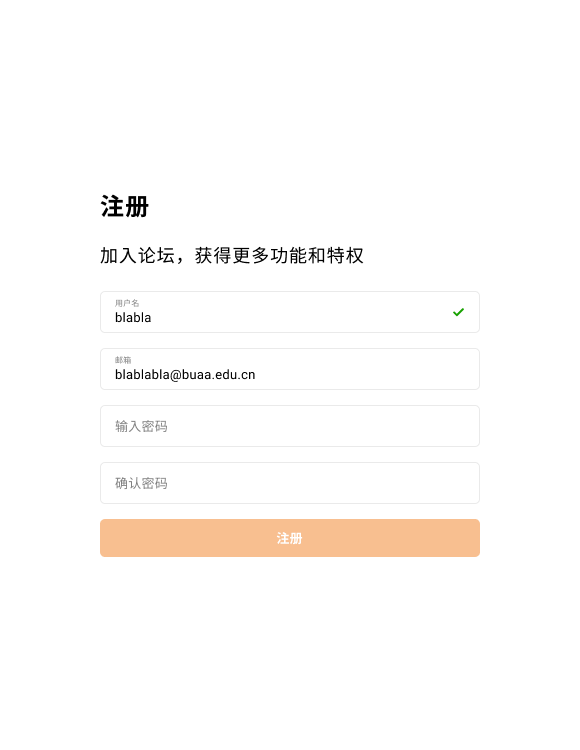 注册
加入论坛，获得更多功能和特权
用户名
blabla
邮箱
blablabla@buaa.edu.cn
输入密码
确认密码
注册